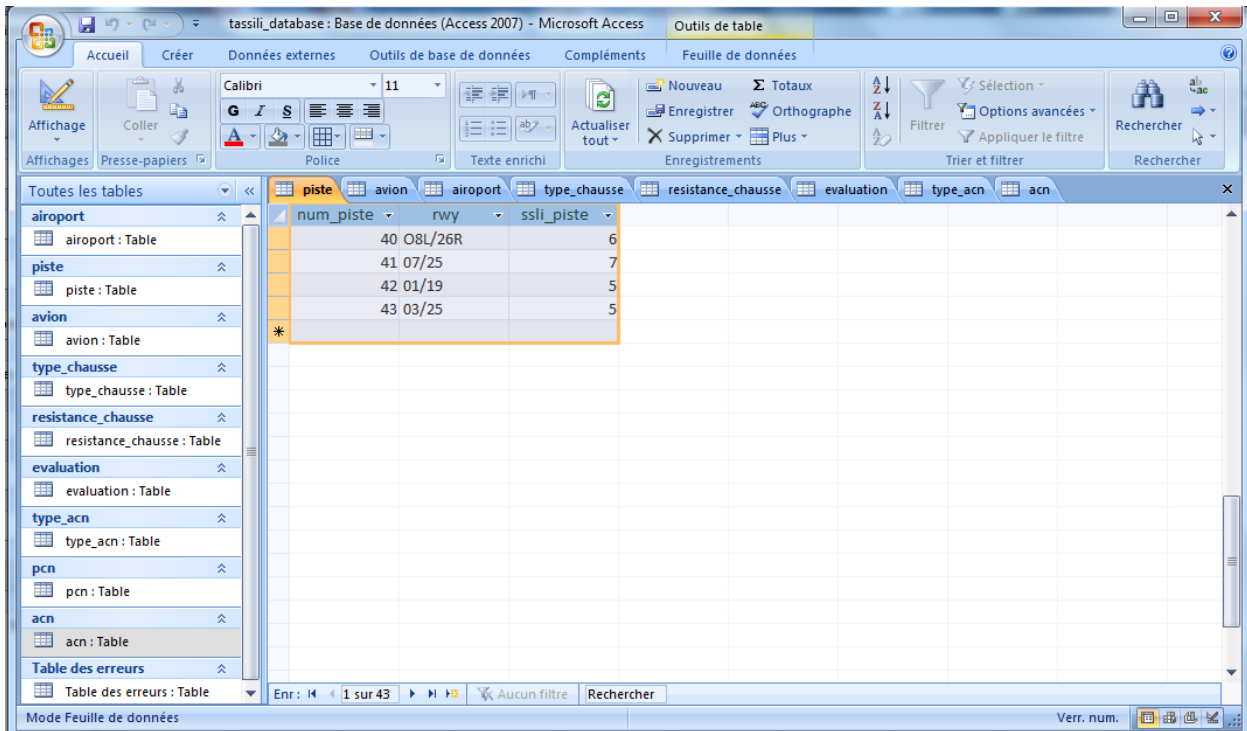 tassili_database : Base de données (Access 2007) - Microsoft Access Outils de table
Accueil Créer Données externes Outils de base de données Compléments Feuille de données
Affichage
Affichages
Coller
Presse-papiers
Calibri 11
G I S
A
Police
Texte enrichi
Actualiser tout
Nouveau Σ Totaux
Enregistrer ABC Orthographe
Supprimer Plus
Enregistrements
A Z
Z A
A Z
Filtrer
Sélection
Options avancées
Appliquer le filtre
Trier et filtrer
Rechercher
ab ac
Rechercher
Toutes les tables «
airoport
airoport : Table
piste
piste : Table
avion
avion : Table
type_chausse
type_chausse : Table
resistance_chausse
resistance_chausse : Table
evaluation
evaluation : Table
type_acn
type_acn : Table
pcn
pcn : Table
acn
acn : Table
Table des erreurs
Table des erreurs : Table
piste avion airoport type_chausse resistance_chausse evaluation type_acn acn ×
num_piste rwy ssli_piste
40 O8L/26R 6
41 07/25 7
42 01/19 5
43 03/25 5
*
Enr : 1 sur 43 Aucun filtre Rechercher
Mode Feuille de données Verr. num.